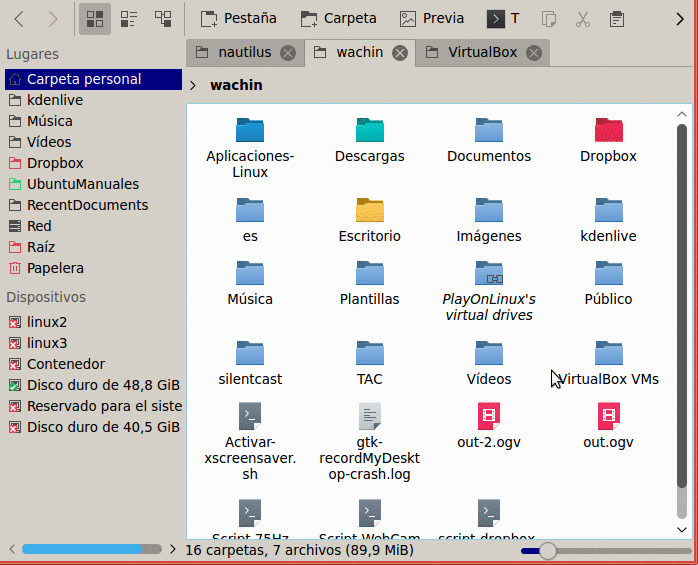 Pestaña Carpeta Previa T
Lugares
Carpeta personal
kdenlive
Música
Vídeos
Dropbox
UbuntuManuales
RecentDocuments
Red
Raíz
Papelera
Dispositivos
linux2
linux3
Contenedor
Disco duro de 48,8 GiB
Reservado para el siste
Disco duro de 40,5 GiB
nautilus wachin VirtualBox
wachin
Aplicaciones-
Linux
Descargas
Documentos
Dropbox
es
Escritorio
Imágenes
kdenlive
Música
Plantillas
PlayOnLinux's
virtual drives
Público
silentcast
TAC
Vídeos
VirtualBox VMs
Activar-
xscreensaver.
sh
gtk-
recordMyDeskt
op-crash.log
out-2.ogv
out.ogv
Script 75Hz
Script WebCam
script dropbox
16 carpetas, 7 archivos (89,9 MiB)